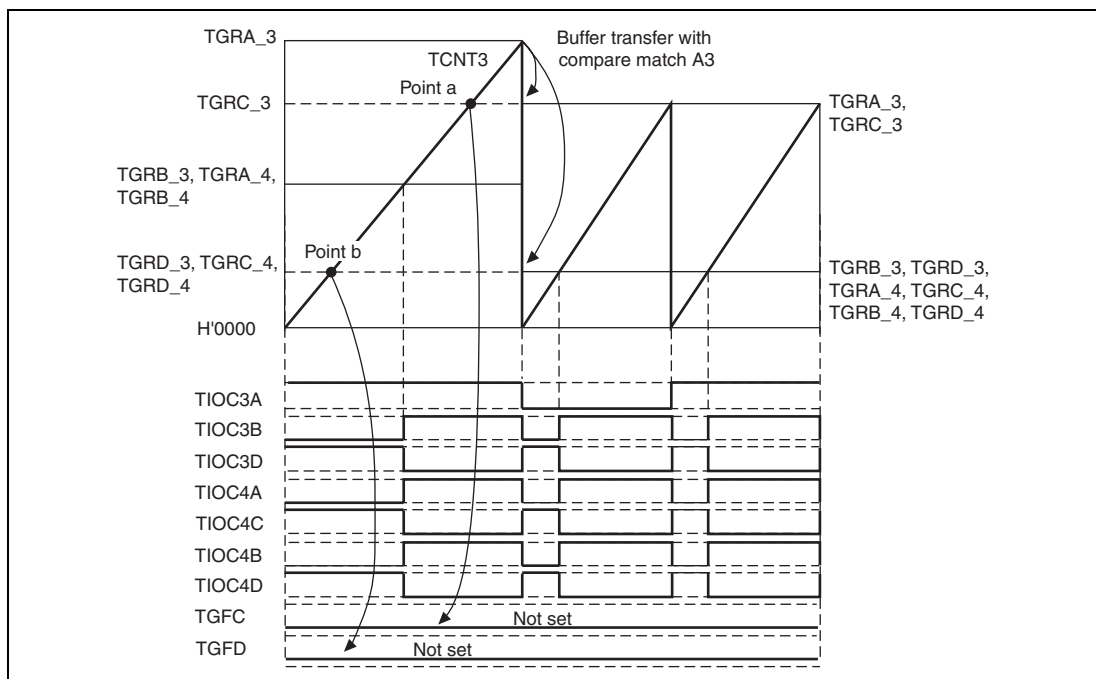 TGRA_3
TCNT3
Buffer transfer with
compare match A3
Point a
TGRC_3
TGRA_3,
TGRC_3
TGRB_3, TGRA_4,
TGRB_4
Point b
TGRD_3, TGRC_4,
TGRD_4
TGRB_3, TGRD_3,
TGRA_4, TGRC_4,
TGRB_4, TGRD_4
H'0000
TIOC3A
TIOC3B
TIOC3D
TIOC4A
TIOC4C
TIOC4B
TIOC4D
TGFC
Not set
TGFD
Not set